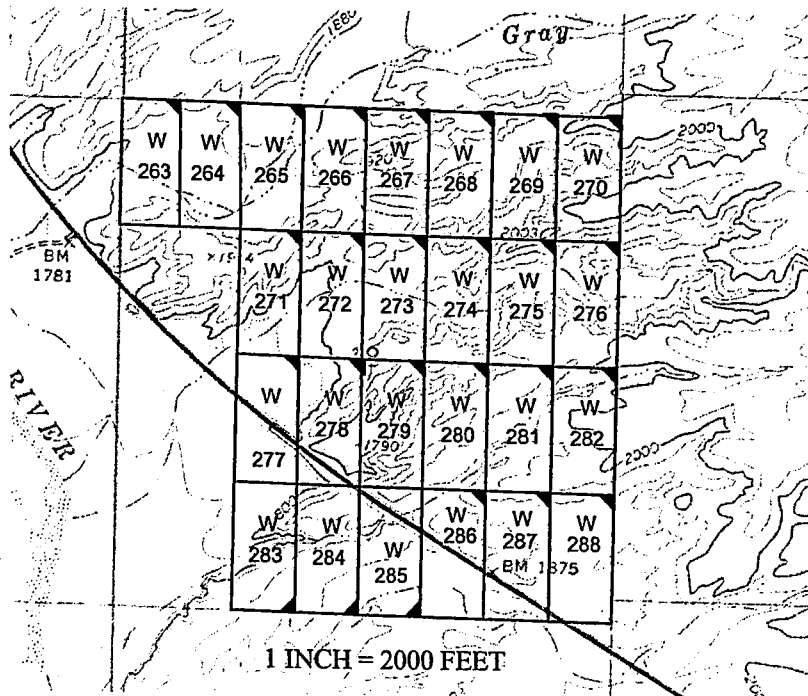 1880
Gray
2000
W W W W W W W W
263 264 265 266 267 268 269 270
BM
1781
W W W W W W
271 272 273 274 275 276
RIVER
W W W W W W
277 278 279 280 281 282
1790
2000
W W W W W W
283 284 285 286 287 288
BM 1875
1 INCH = 2000 FEET